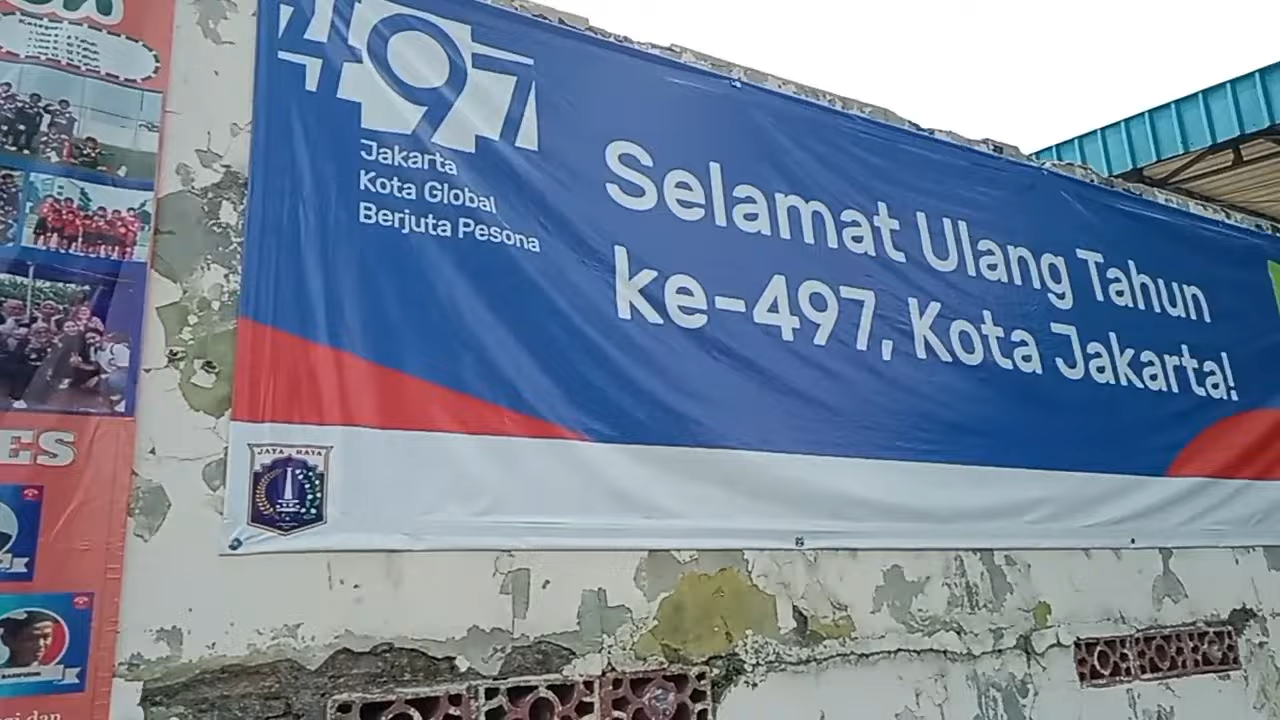 497
Jakarta
Kota Global
Berjuta Pesona
Selamat Ulang Tahun
ke-497, Kota Jakarta!
JAYA RAYA
ES